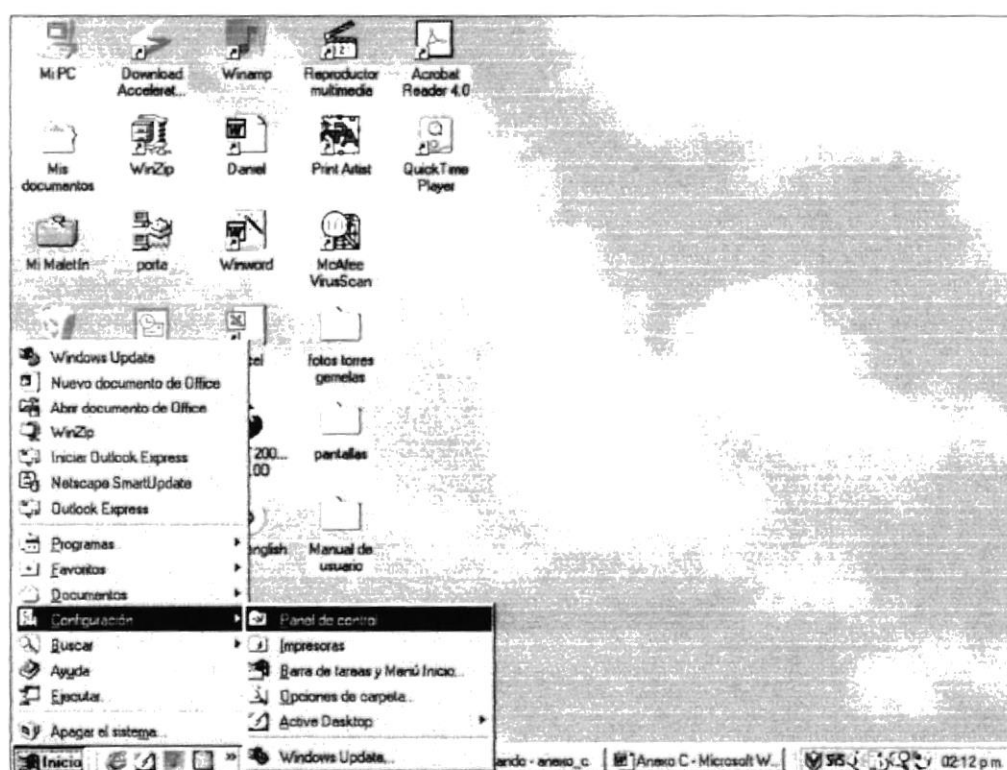 Mi PC
Download Accelerat...
Winamp
Reproductor multimedia
Acrobat Reader 4.0
Mis documentos
WinZip
Daniel
Print Artist
QuickTime Player
Mi Maletín
porta
Winword
McAfee VirusScan
fotos torres gemelas
pantallas
Manual de usuario
Windows Update
Nuevo documento de Office
Abrir documento de Office
WinZip
Iniciar Outlook Express
Netscape SmartUpdate
Outlook Express
Programas
Favoritos
Documentos
Configuración
Buscar
Ayuda
Ejecutar...
Apagar el sistema...
Panel de control
Impresoras
Barra de tareas y Menú Inicio...
Opciones de carpeta...
Active Desktop
Windows Update...
Inicio
ando - anexo_c
Anexo C - Microsoft W...
02:12 p.m.